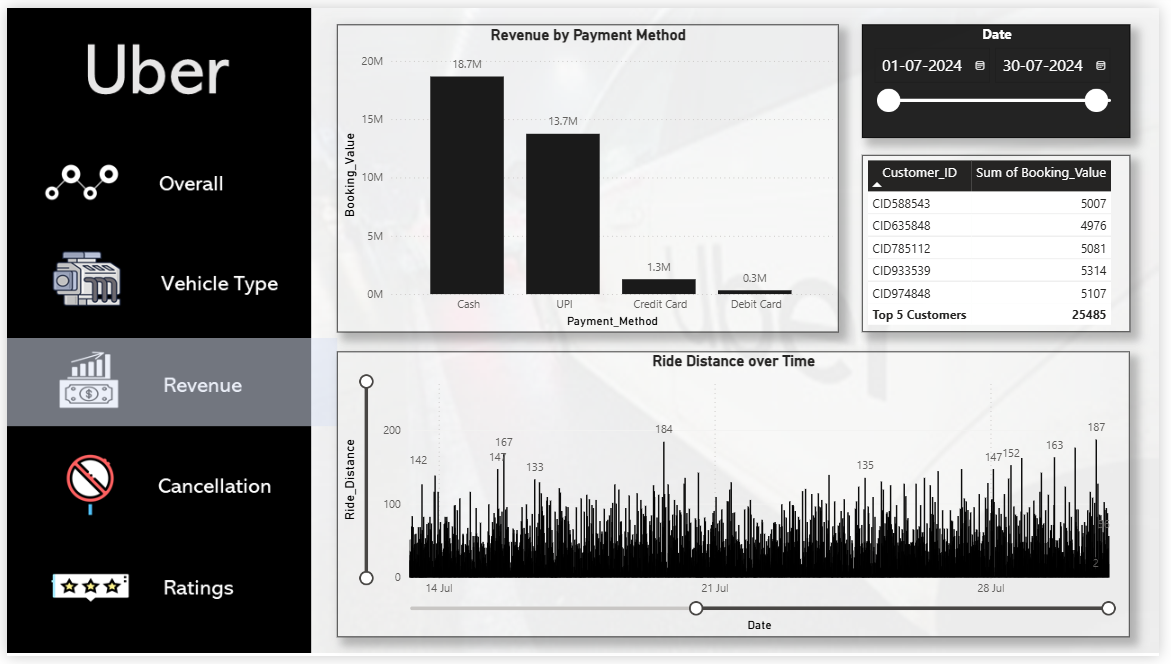 Uber
Overall
Vehicle Type
Revenue
Cancellation
Ratings
Revenue by Payment Method
Booking_Value
20M
15M
10M
5M
0M
18.7M
13.7M
1.3M
0.3M
Cash
UPI
Credit Card
Debit Card
Payment_Method
Date
01-07-2024
30-07-2024
Customer_ID Sum of Booking_Value
CID588543 5007
CID635848 4976
CID785112 5081
CID933539 5314
CID974848 5107
Top 5 Customers 25485
Ride Distance over Time
Ride_Distance
200
100
0
142
147
167
133
184
135
147
152
163
187
2
14 Jul
21 Jul
28 Jul
Date